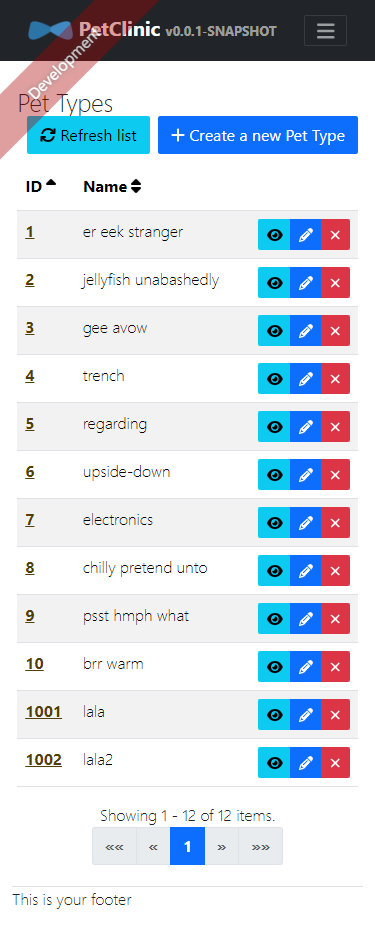 PetClinic v0.0.1-SNAPSHOT
Development
Pet Types
Refresh list
Create a new Pet Type
ID Name
1 er eek stranger
2 jellyfish unabashedly
3 gee avow
4 trench
5 regarding
6 upside-down
7 electronics
8 chilly pretend unto
9 psst hmph what
10 brr warm
1001 lala
1002 lala2
Showing 1 - 12 of 12 items.
«« « 1 » »»
This is your footer